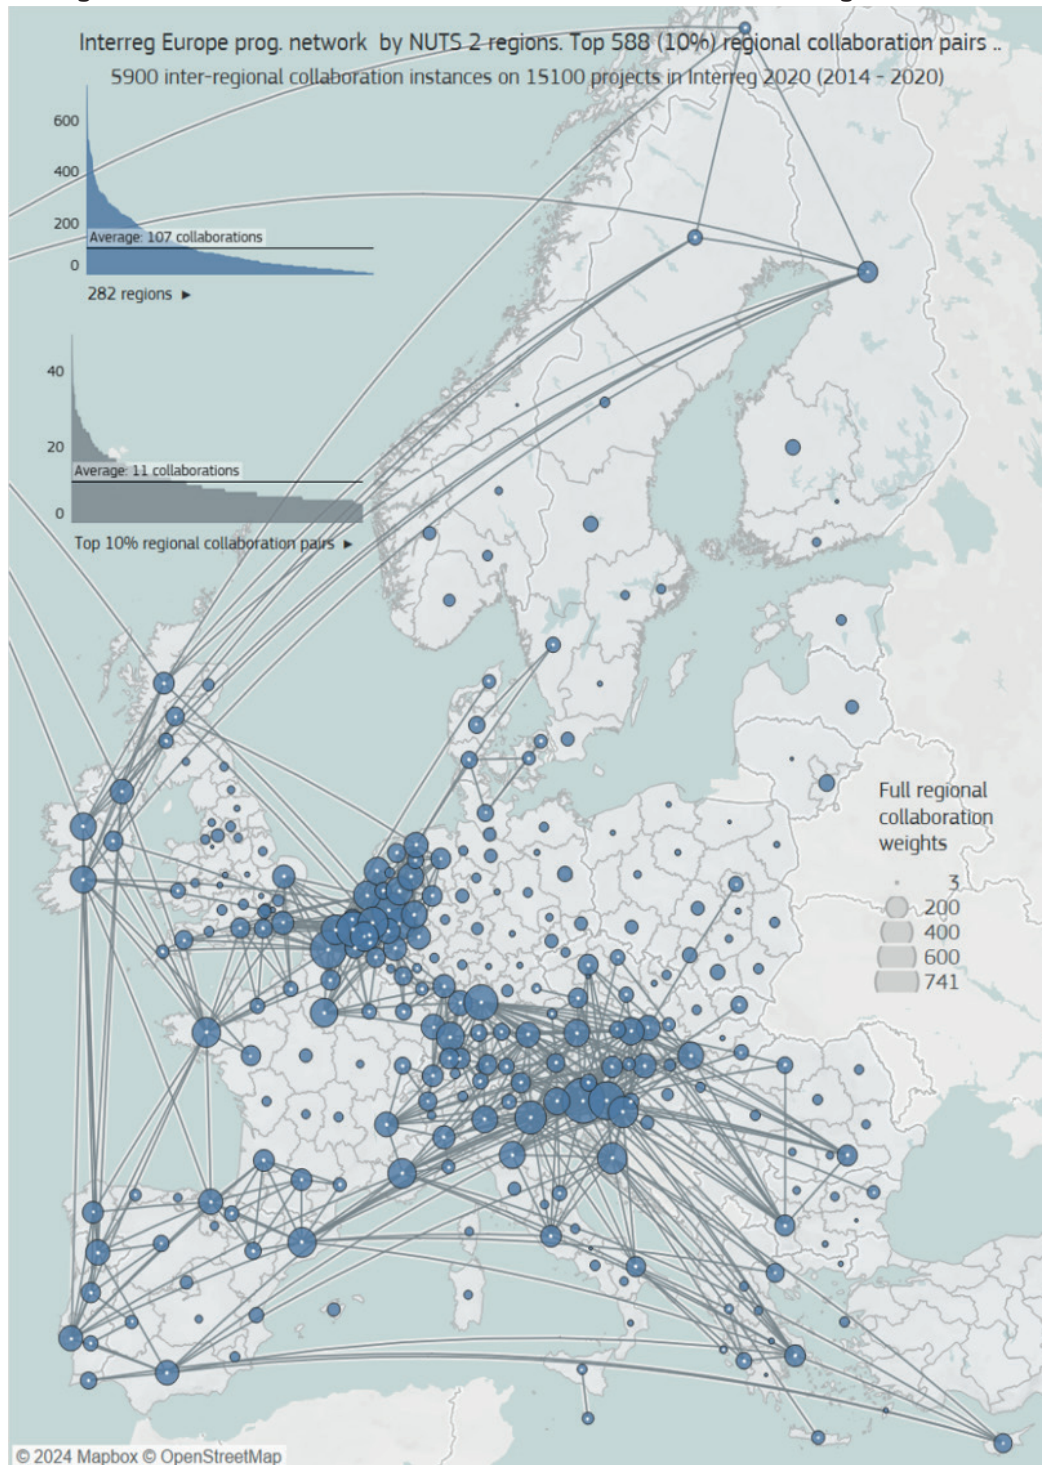 Interreg Europe prog. network by NUTS 2 regions. Top 588 (10%) regional collaboration pairs ..
5900 inter-regional collaboration instances on 15100 projects in Interreg 2020 (2014 - 2020)
600
400
200
Average: 107 collaborations
0
282 regions ►
40
20
Average: 11 collaborations
0
Top 10% regional collaboration pairs ►
Full regional
collaboration
weights
3
200
400
600
741
© 2024 Mapbox © OpenStreetMap